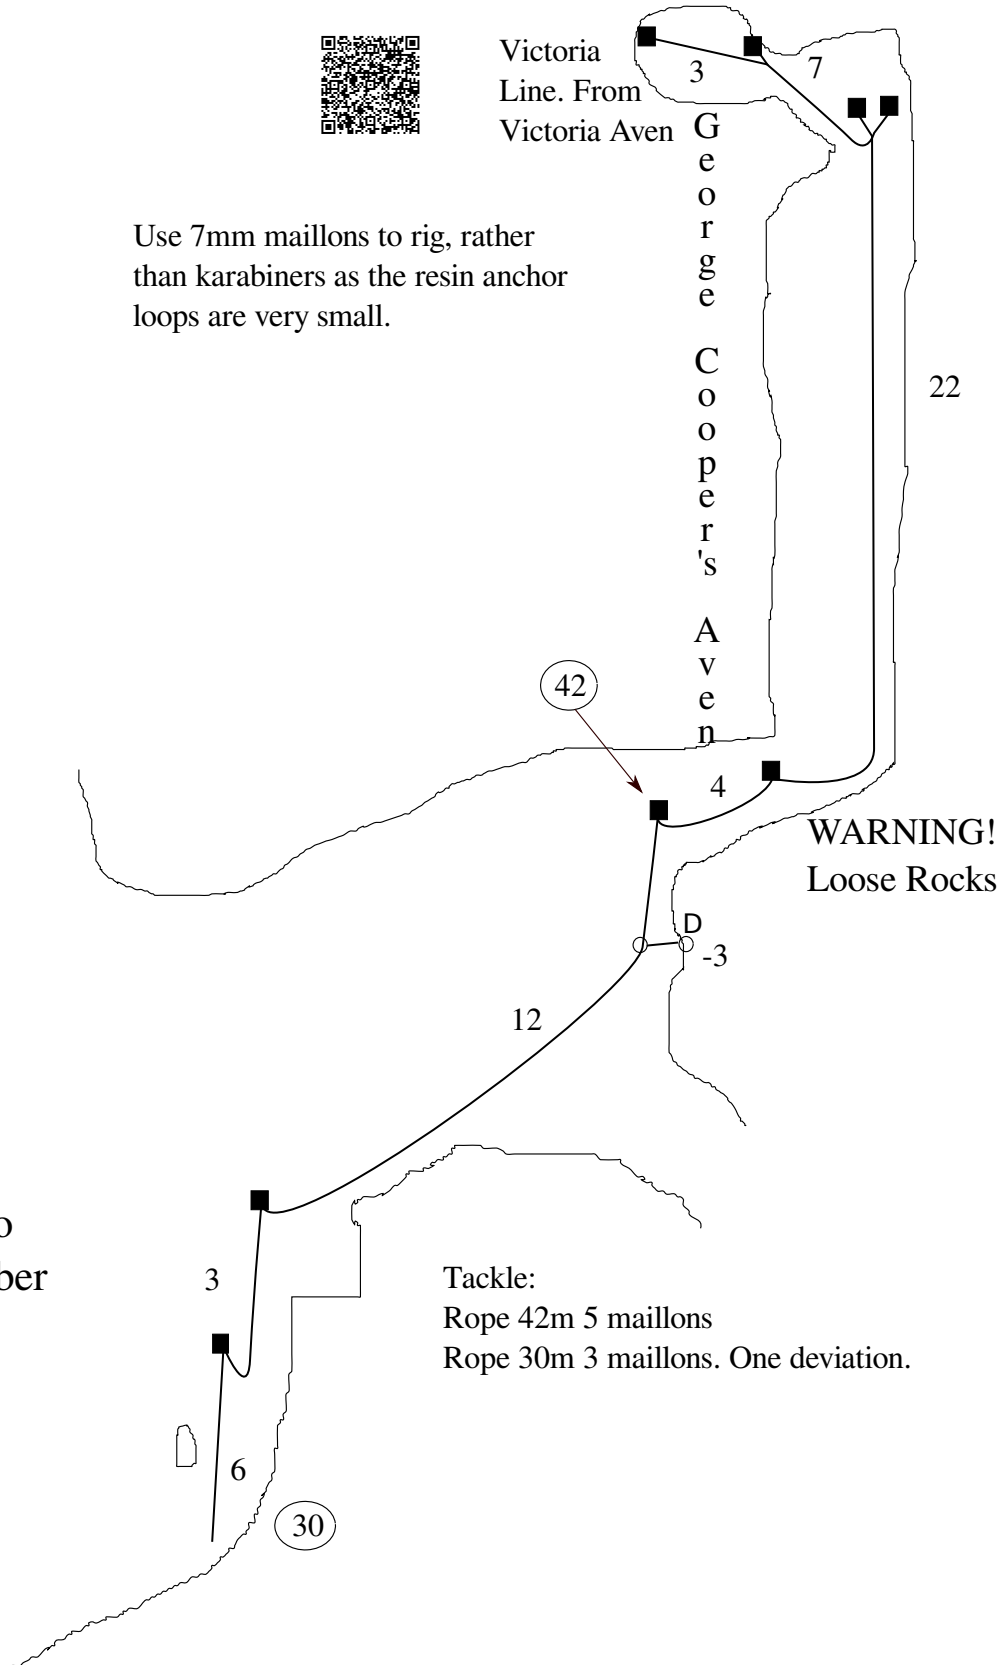 Victoria
Line. From
Victoria Aven
3
7
George Cooper's Aven
Use 7mm maillons to rig, rather
than karabiners as the resin anchor
loops are very small.
22
42
4
WARNING!
Loose Rocks
D
-3
12
o
ber
3
Tackle:
Rope 42m 5 maillons
Rope 30m 3 maillons. One deviation.
6
30